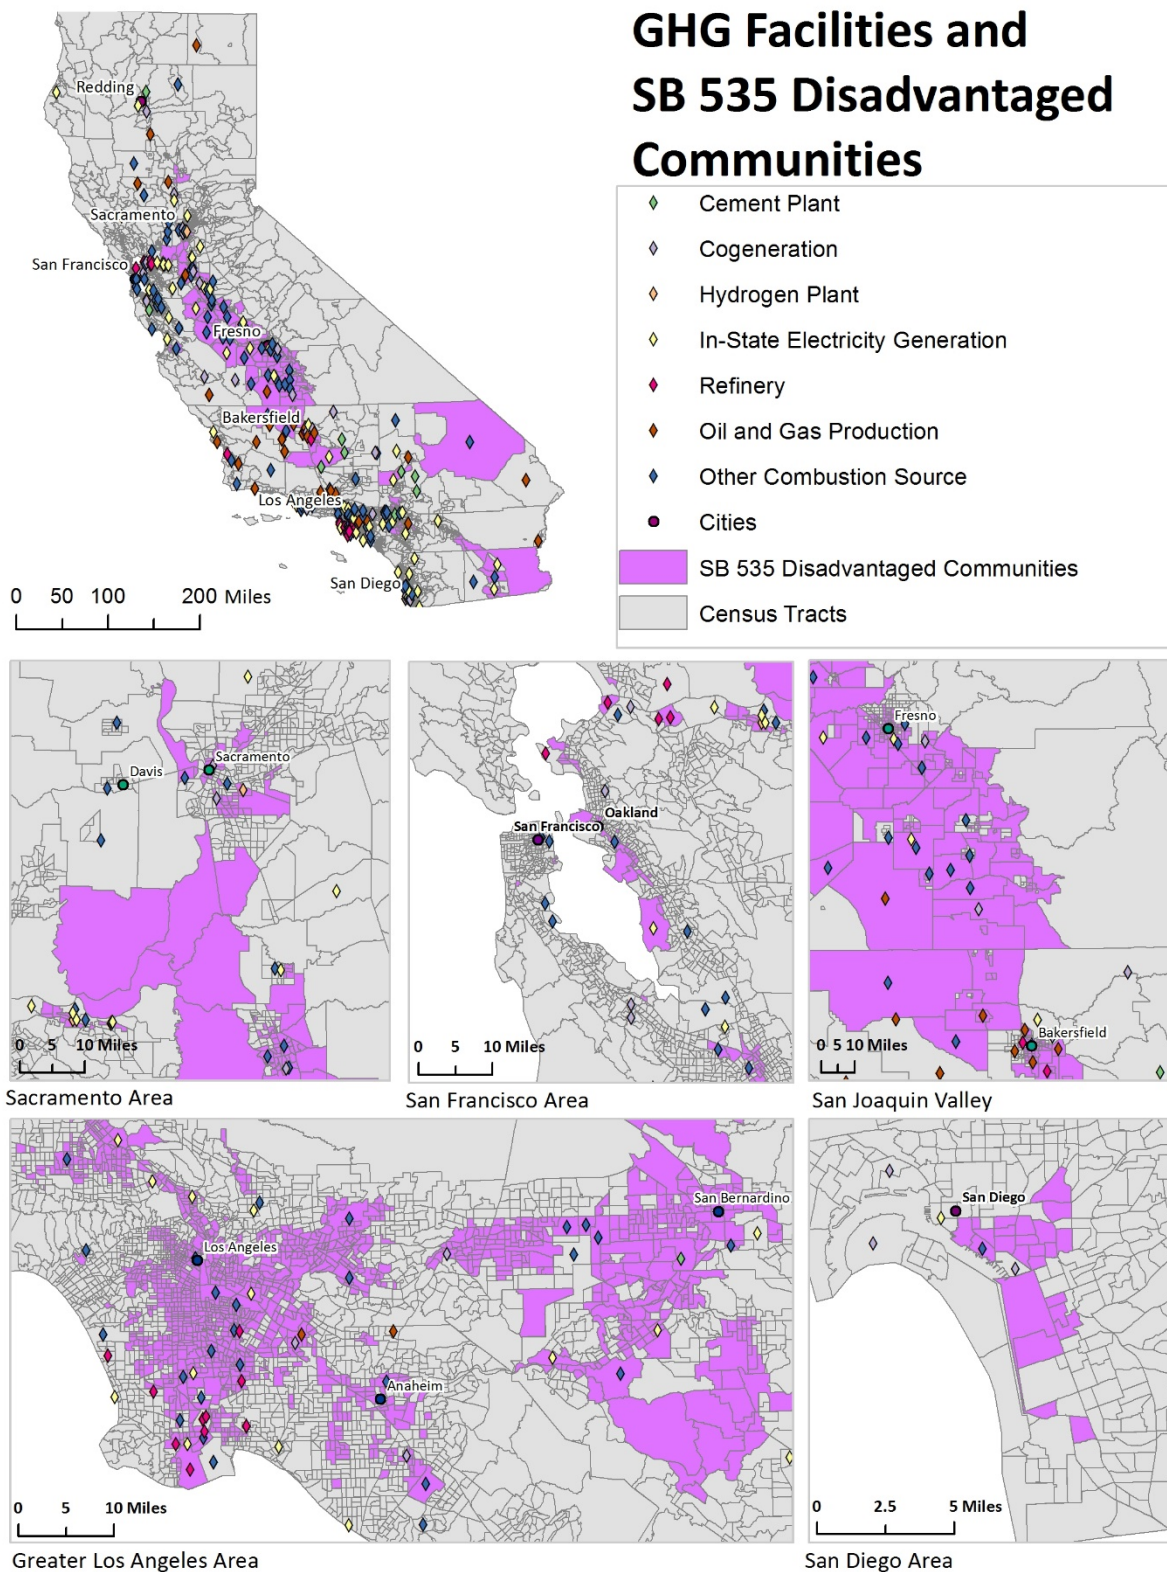 GHG Facilities and
SB 535 Disadvantaged
Communities
Cement Plant
Cogeneration
Hydrogen Plant
In-State Electricity Generation
Refinery
Oil and Gas Production
Other Combustion Source
Cities
SB 535 Disadvantaged Communities
Census Tracts
Redding
Sacramento
San Francisco
Fresno
Bakersfield
Los Angeles
San Diego
0 50 100 200 Miles
Davis
Sacramento
0 5 10 Miles
Sacramento Area
Oakland
San Francisco
0 5 10 Miles
San Francisco Area
Fresno
Bakersfield
0 5 10 Miles
San Joaquin Valley
San Bernardino
Los Angeles
Anaheim
0 5 10 Miles
Greater Los Angeles Area
San Diego
0 2.5 5 Miles
San Diego Area